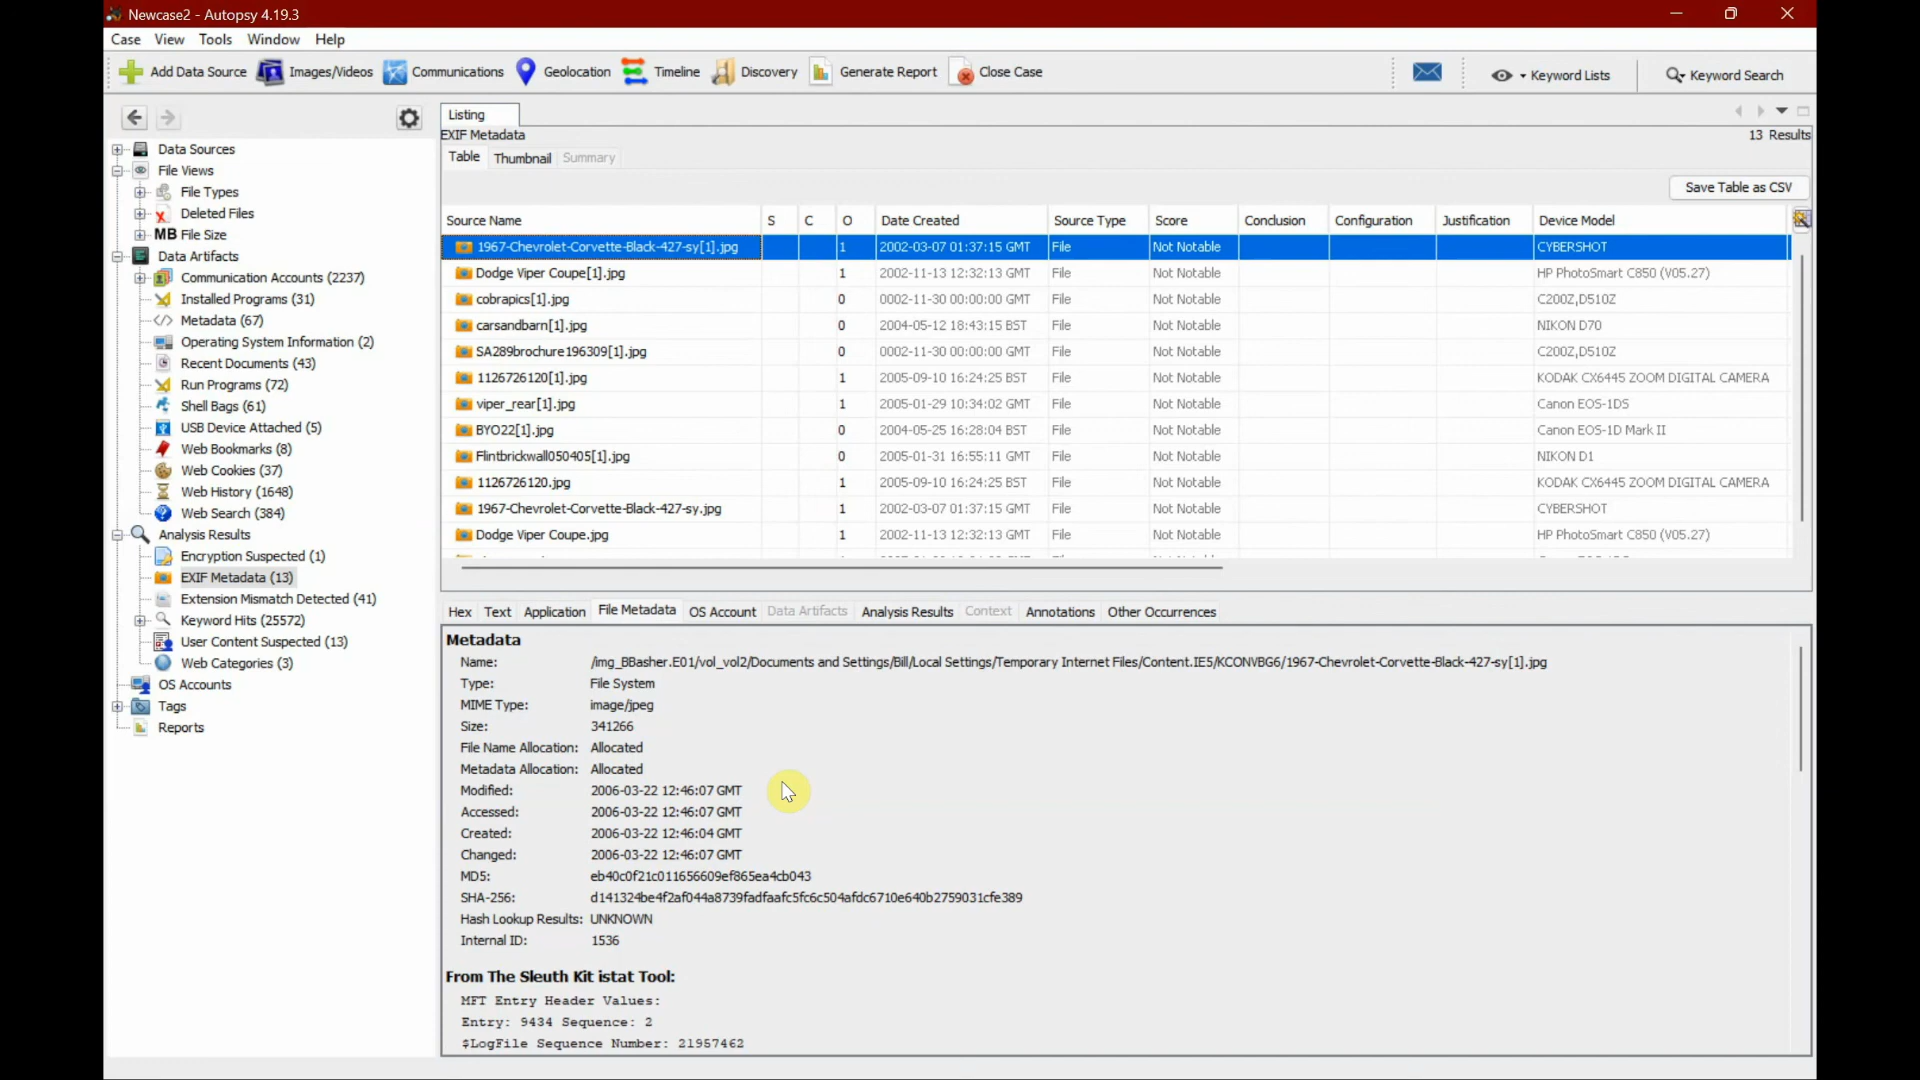 Newcase2 - Autopsy 4.19.3
Case View Tools Window Help
Add Data Source Images/Videos Communications Geolocation Timeline Discovery Generate Report Close Case Keyword Lists Keyword Search
Listing
EXIF Metadata 13 Results
Table Thumbnail Summary
Save Table as CSV
Data Sources
File Views
File Types
Deleted Files
MB File Size
Data Artifacts
Communication Accounts (2237)
Installed Programs (31)
Metadata (67)
Operating System Information (2)
Recent Documents (43)
Run Programs (72)
Shell Bags (61)
USB Device Attached (5)
Web Bookmarks (8)
Web Cookies (37)
Web History (1648)
Web Search (384)
Analysis Results
Encryption Suspected (1)
EXIF Metadata (13)
Extension Mismatch Detected (41)
Keyword Hits (25572)
User Content Suspected (13)
Web Categories (3)
OS Accounts
Tags
Reports
Source Name S C O Date Created Source Type Score Conclusion Configuration Justification Device Model
1967-Chevrolet-Corvette-Black-427-sy[1].jpg 1 2002-03-07 01:37:15 GMT File Not Notable CYBERSHOT
Dodge Viper Coupe[1].jpg 1 2002-11-13 12:32:13 GMT File Not Notable HP PhotoSmart C850 (V05.27)
cobrapics[1].jpg 0 0002-11-30 00:00:00 GMT File Not Notable C200Z,D510Z
carsandbarn[1].jpg 0 2004-05-12 18:43:15 BST File Not Notable NIKON D70
SA289brochure196309[1].jpg 0 0002-11-30 00:00:00 GMT File Not Notable C200Z,D510Z
1126726120[1].jpg 1 2005-09-10 16:24:25 BST File Not Notable KODAK CX6445 ZOOM DIGITAL CAMERA
viper_rear[1].jpg 1 2005-01-29 10:34:02 GMT File Not Notable Canon EOS-1DS
BYO22[1].jpg 0 2004-05-25 16:28:04 BST File Not Notable Canon EOS-1D Mark II
Flintbrickwall050405[1].jpg 0 2005-01-31 16:55:11 GMT File Not Notable NIKON D1
1126726120.jpg 1 2005-09-10 16:24:25 BST File Not Notable KODAK CX6445 ZOOM DIGITAL CAMERA
1967-Chevrolet-Corvette-Black-427-sy.jpg 1 2002-03-07 01:37:15 GMT File Not Notable CYBERSHOT
Dodge Viper Coupe.jpg 1 2002-11-13 12:32:13 GMT File Not Notable HP PhotoSmart C850 (V05.27)
Hex Text Application File Metadata OS Account Data Artifacts Analysis Results Context Annotations Other Occurrences
Metadata
Name: /img_BBasher.E01/vol_vol2/Documents and Settings/Bill/Local Settings/Temporary Internet Files/Content.IE5/KCONVBG6/1967-Chevrolet-Corvette-Black-427-sy[1].jpg
Type: File System
MIME Type: image/jpeg
Size: 341266
File Name Allocation: Allocated
Metadata Allocation: Allocated
Modified: 2006-03-22 12:46:07 GMT
Accessed: 2006-03-22 12:46:07 GMT
Created: 2006-03-22 12:46:04 GMT
Changed: 2006-03-22 12:46:07 GMT
MD5: eb40c0f21c011656609ef865ea4cb043
SHA-256: d141324be4f2af044a8739fadfaafc5fc6c504afdc6710e640b2759031cfe389
Hash Lookup Results: UNKNOWN
Internal ID: 1536
From The Sleuth Kit istat Tool:
MFT Entry Header Values:
Entry: 9434 Sequence: 2
$LogFile Sequence Number: 21957462